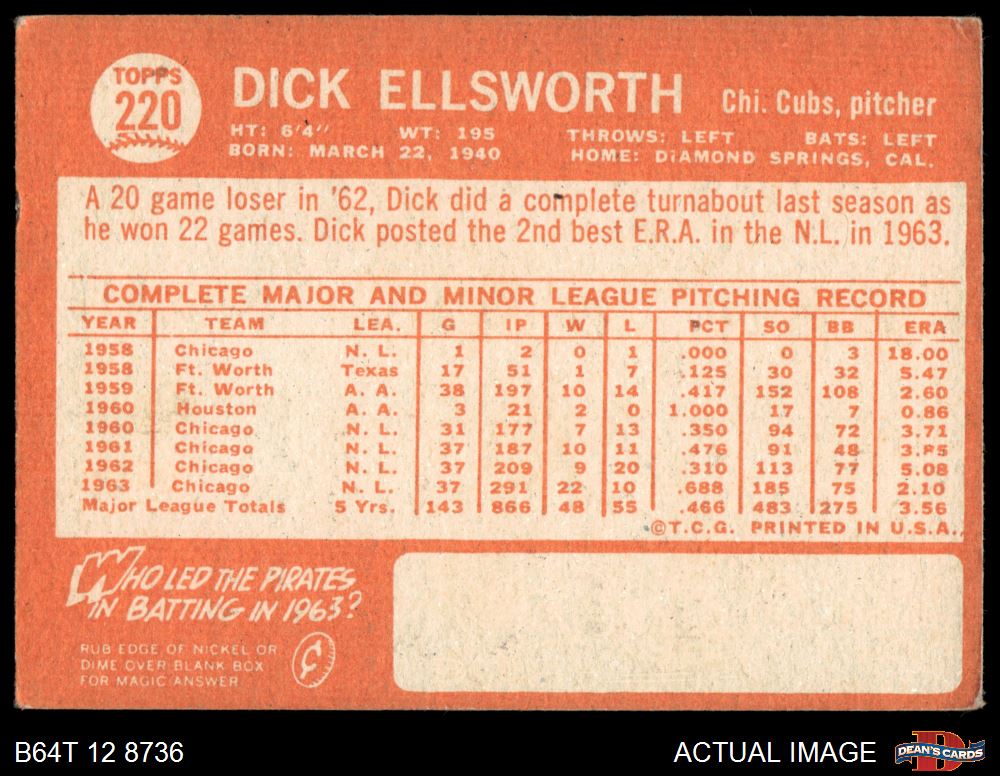 TOPPS
220
DICK ELLSWORTH Chi. Cubs, pitcher
HT: 6'4" WT: 195 THROWS: LEFT BATS: LEFT
BORN: MARCH 22, 1940 HOME: DIAMOND SPRINGS, CAL.
A 20 game loser in '62, Dick did a complete turnabout last season as
he won 22 games. Dick posted the 2nd best E.R.A. in the N.L. in 1963.
COMPLETE MAJOR AND MINOR LEAGUE PITCHING RECORD
YEAR TEAM LEA. G IP W L PCT SO BB ERA
1958 Chicago N. L. 1 2 0 1 .000 0 3 18.00
1958 Ft. Worth Texas 17 51 1 7 .125 30 32 5.47
1959 Ft. Worth A. A. 38 197 10 14 .417 152 108 2.60
1960 Houston A. A. 3 21 2 0 1.000 17 7 0.86
1960 Chicago N. L. 31 177 7 13 .350 94 72 3.71
1961 Chicago N. L. 37 187 10 11 .476 91 48 3.85
1962 Chicago N. L. 37 209 9 20 .310 113 77 5.08
1963 Chicago N. L. 37 291 22 10 .688 185 75 2.10
Major League Totals 5 Yrs. 143 866 48 55 .466 483 275 3.56
©T.C.G. PRINTED IN U.S.A.
WHO LED THE PIRATES
IN BATTING IN 1963?
RUB EDGE OF NICKEL OR
DIME OVER BLANK BOX
FOR MAGIC ANSWER
¢
B64T 12 8736 ACTUAL IMAGE DEAN'S CARDS